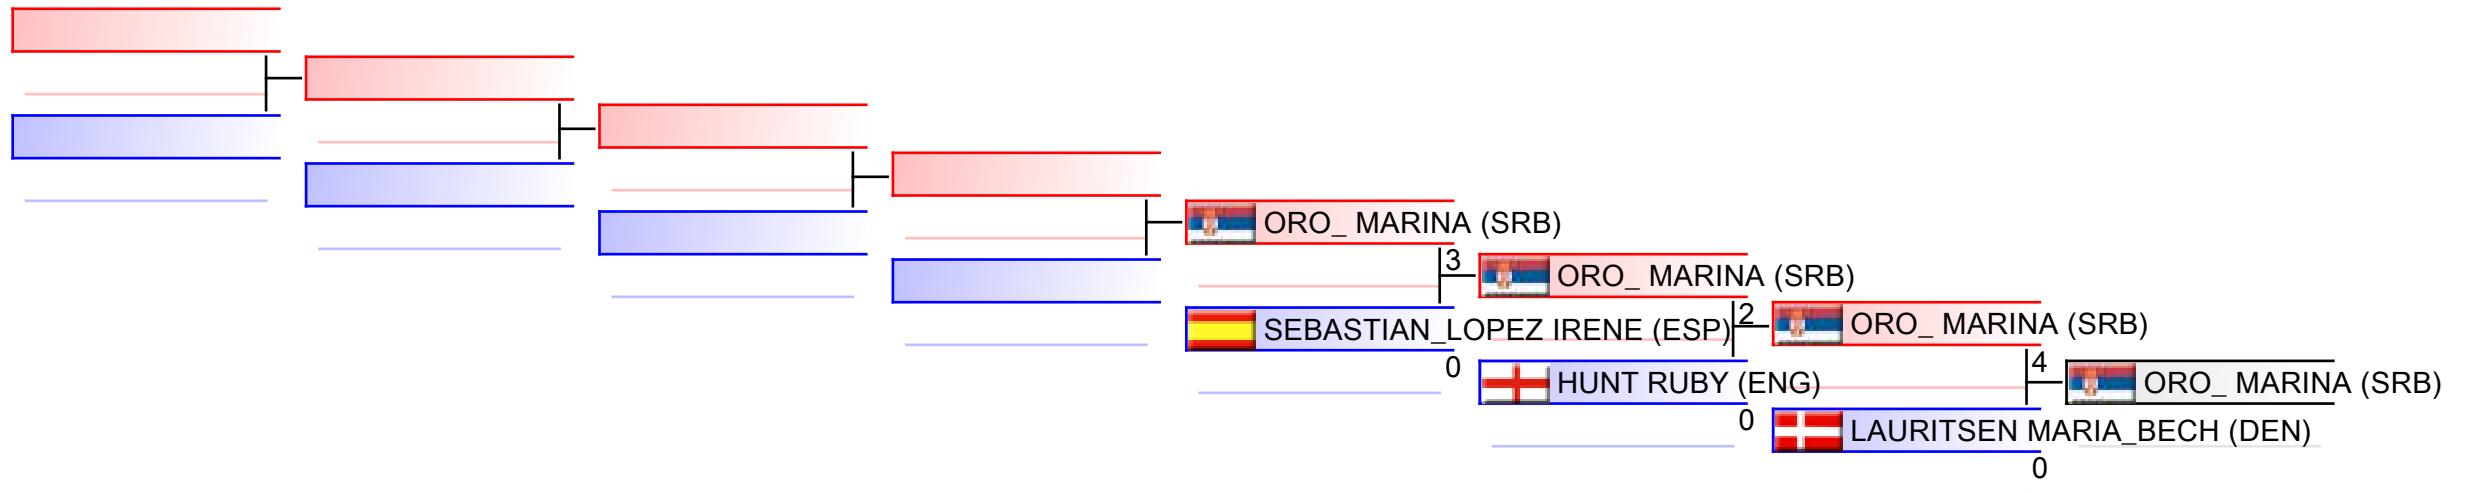 ORO_ MARINA (SRB)
3
SEBASTIAN_LOPEZ IRENE (ESP)
0
ORO_ MARINA (SRB)
2
HUNT RUBY (ENG)
0
ORO_ MARINA (SRB)
4
LAURITSEN MARIA_BECH (DEN)
0
ORO_ MARINA (SRB)